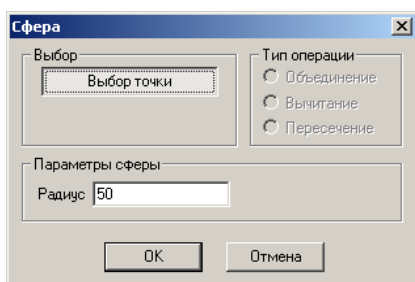 Сфера
Выбор
Выбор точки
Тип операции
Объединение
Вычитание
Пересечение
Параметры сферы
Радиус 50
OK
Отмена